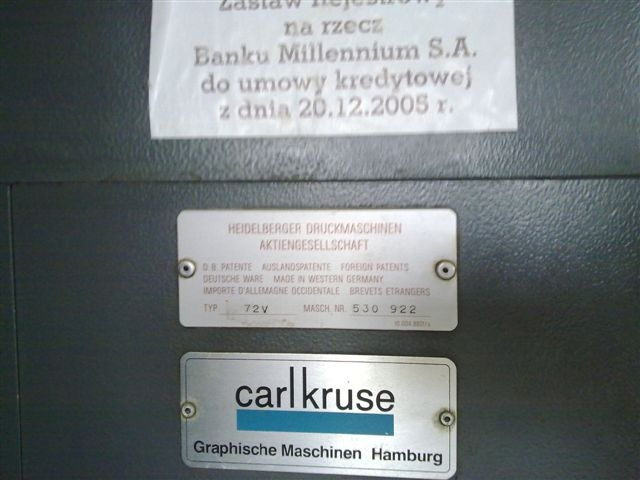 Zastaw Rejestrowy
na rzecz
Banku Millennium S.A.
do umowy kredytowej
z dnia 20.12.2005 r.
HEIDELBERGER DRUCKMASCHINEN
AKTIENGESELLSCHAFT
D.B. PATENTE AUSLANDSPATENTE - FOREIGN PATENTS
DEUTSCHE WARE MADE IN WESTERN GERMANY
IMPORTE D'ALLEMAGNE OCCIDENTALE - BREVETS ETRANGERS
TYP 72V MASCH. NR. 530 922
carlkruse
Graphische Maschinen Hamburg